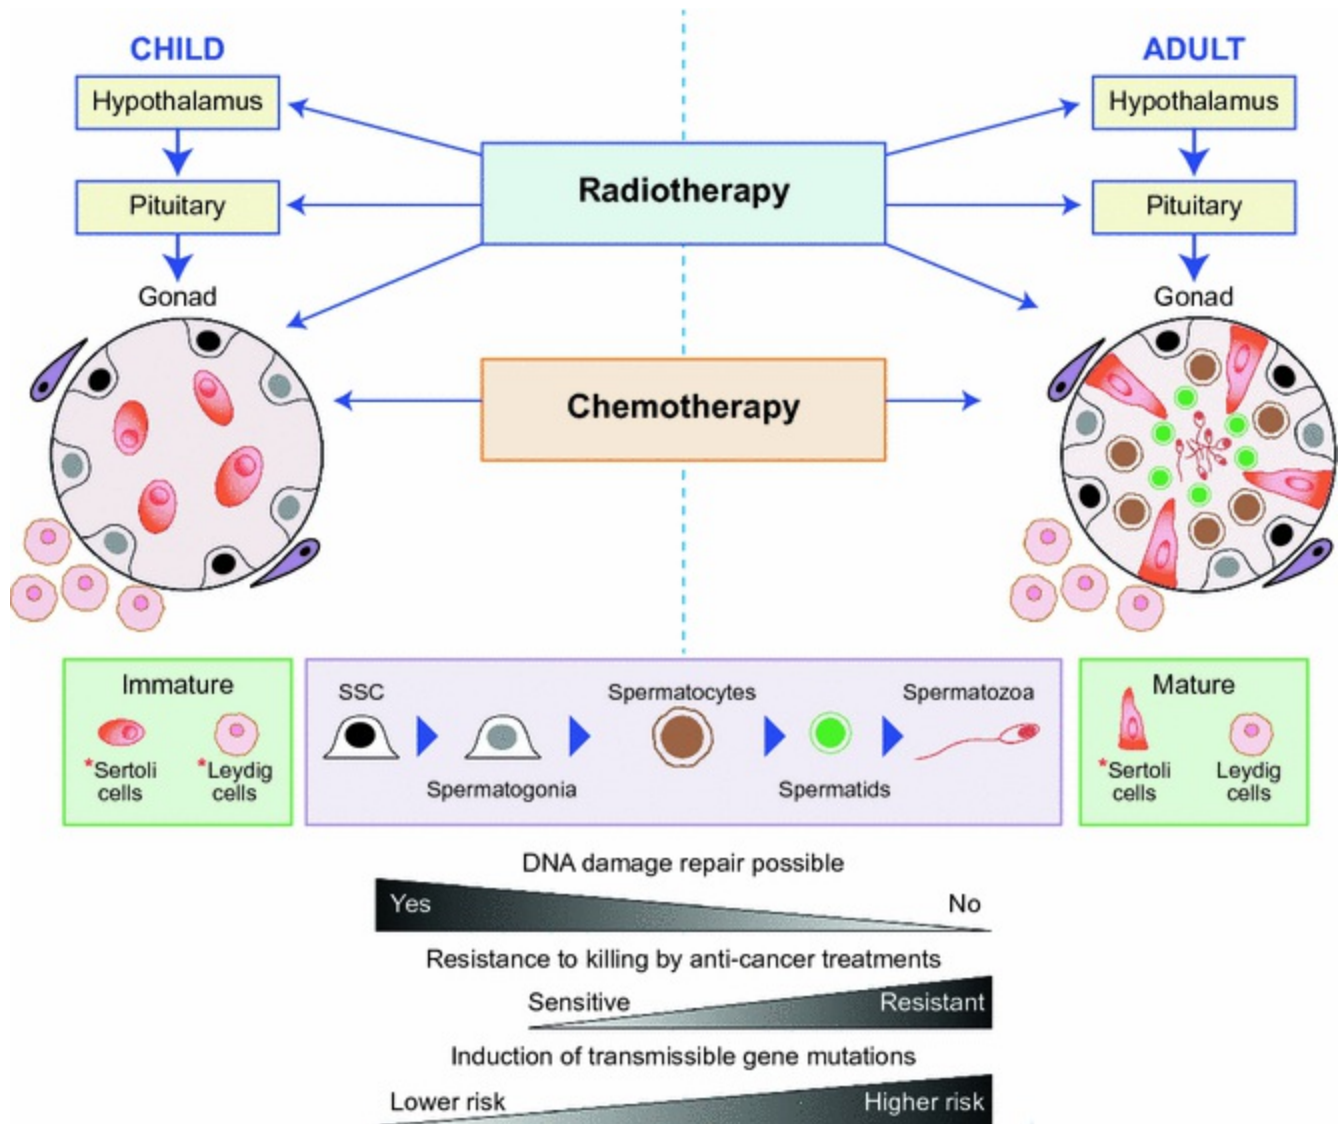 CHILD
ADULT
Hypothalamus
Hypothalamus
Radiotherapy
Pituitary
Pituitary
Gonad
Gonad
Chemotherapy
Immature
*Sertoli
cells
*Leydig
cells
SSC
Spermatogonia
Spermatocytes
Spermatids
Spermatozoa
Mature
*Sertoli
cells
Leydig
cells
DNA damage repair possible
Yes
No
Resistance to killing by anti-cancer treatments
Sensitive
Resistant
Induction of transmissible gene mutations
Lower risk
Higher risk